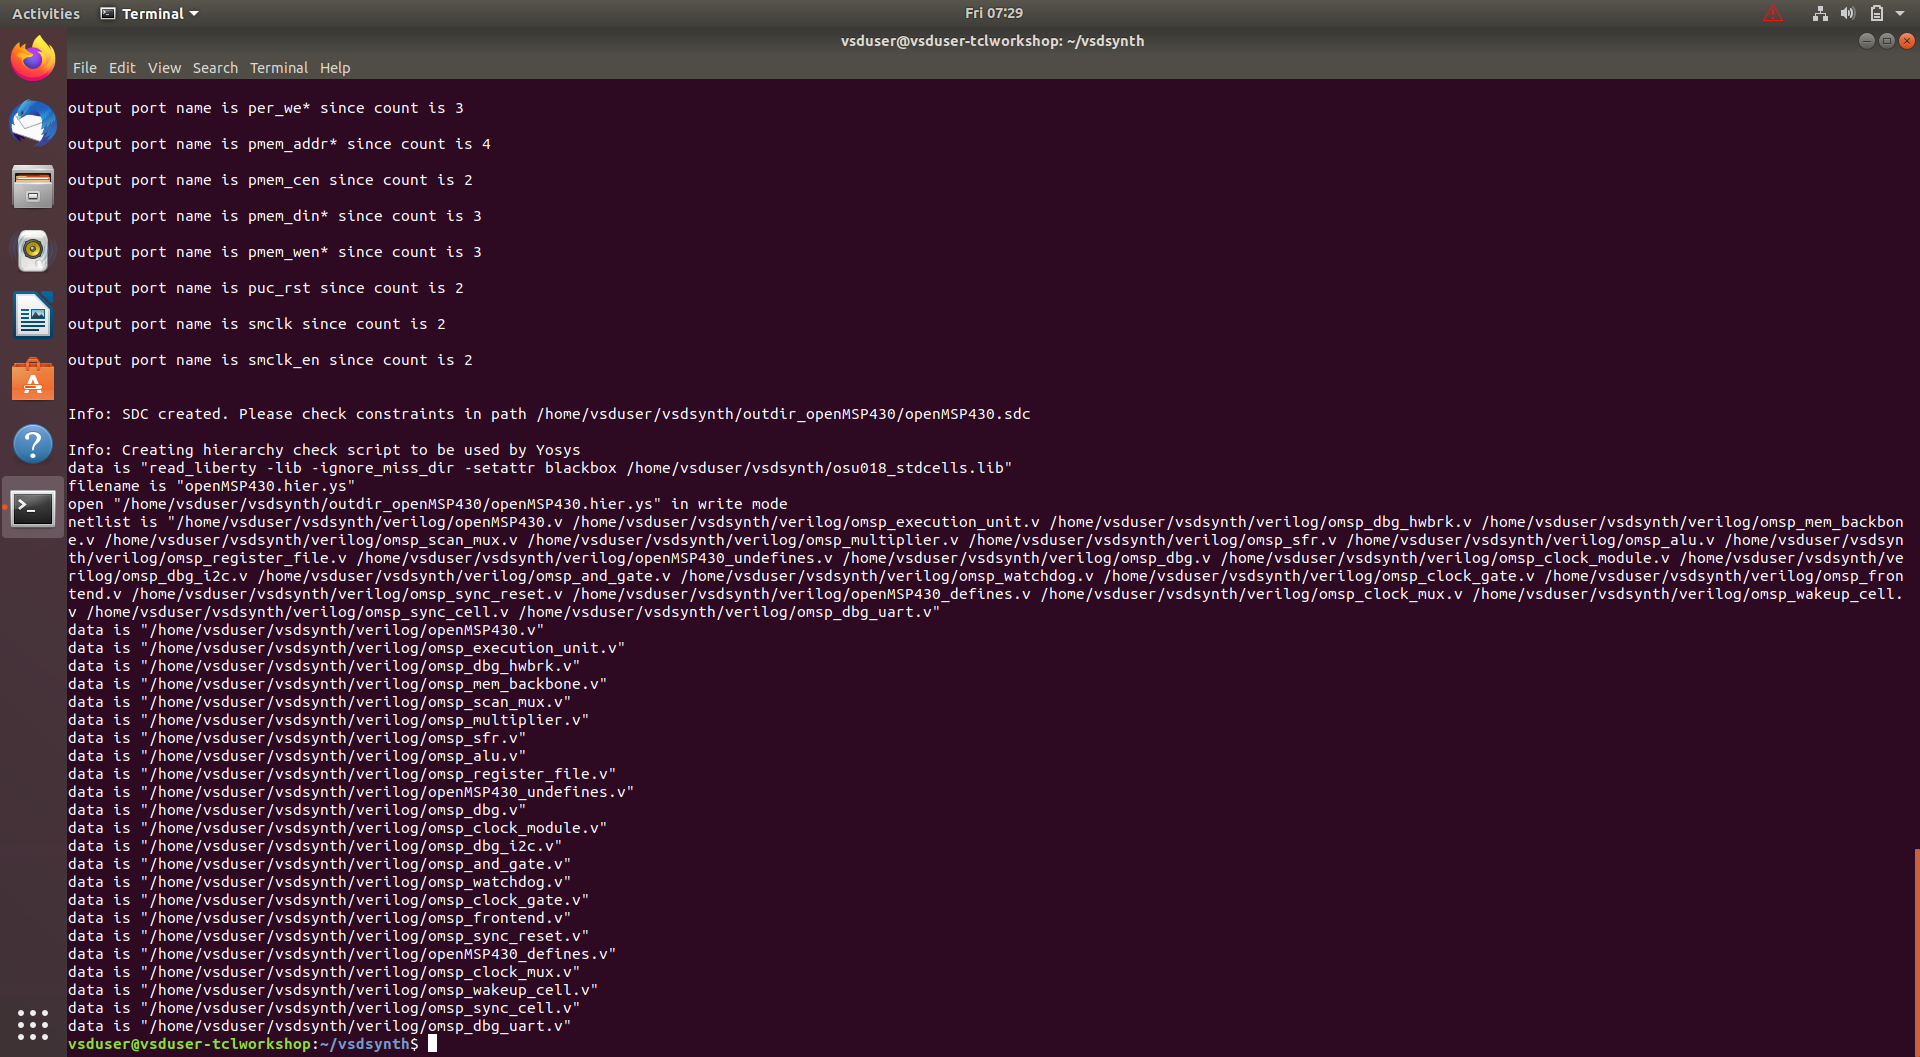 Activities Terminal Fri 07:29
vsduser@vsduser-tclworkshop: ~/vsdsynth
File Edit View Search Terminal Help
output port name is per_we* since count is 3
output port name is pmem_addr* since count is 4
output port name is pmem_cen since count is 2
output port name is pmem_din* since count is 3
output port name is pmem_wen* since count is 3
output port name is puc_rst since count is 2
output port name is smclk since count is 2
output port name is smclk_en since count is 2
Info: SDC created. Please check constraints in path /home/vsduser/vsdsynth/outdir_openMSP430/openMSP430.sdc
Info: Creating hierarchy check script to be used by Yosys
data is "read_liberty -lib -ignore_miss_dir -setattr blackbox /home/vsduser/vsdsynth/osu018_stdcells.lib"
filename is "openMSP430.hier.ys"
open "/home/vsduser/vsdsynth/outdir_openMSP430/openMSP430.hier.ys" in write mode
netlist is "/home/vsduser/vsdsynth/verilog/openMSP430.v /home/vsduser/vsdsynth/verilog/omsp_execution_unit.v /home/vsduser/vsdsynth/verilog/omsp_dbg_hwbrk.v /home/vsduser/vsdsynth/verilog/omsp_mem_backbon
e.v /home/vsduser/vsdsynth/verilog/omsp_scan_mux.v /home/vsduser/vsdsynth/verilog/omsp_multiplier.v /home/vsduser/vsdsynth/verilog/omsp_sfr.v /home/vsduser/vsdsynth/verilog/omsp_alu.v /home/vsduser/vsdsyn
th/verilog/omsp_register_file.v /home/vsduser/vsdsynth/verilog/openMSP430_undefines.v /home/vsduser/vsdsynth/verilog/omsp_dbg.v /home/vsduser/vsdsynth/verilog/omsp_clock_module.v /home/vsduser/vsdsynth/ve
rilog/omsp_dbg_i2c.v /home/vsduser/vsdsynth/verilog/omsp_and_gate.v /home/vsduser/vsdsynth/verilog/omsp_watchdog.v /home/vsduser/vsdsynth/verilog/omsp_clock_gate.v /home/vsduser/vsdsynth/verilog/omsp_fron
tend.v /home/vsduser/vsdsynth/verilog/omsp_sync_reset.v /home/vsduser/vsdsynth/verilog/openMSP430_defines.v /home/vsduser/vsdsynth/verilog/omsp_clock_mux.v /home/vsduser/vsdsynth/verilog/omsp_wakeup_cell.
v /home/vsduser/vsdsynth/verilog/omsp_sync_cell.v /home/vsduser/vsdsynth/verilog/omsp_dbg_uart.v"
data is "/home/vsduser/vsdsynth/verilog/openMSP430.v"
data is "/home/vsduser/vsdsynth/verilog/omsp_execution_unit.v"
data is "/home/vsduser/vsdsynth/verilog/omsp_dbg_hwbrk.v"
data is "/home/vsduser/vsdsynth/verilog/omsp_mem_backbone.v"
data is "/home/vsduser/vsdsynth/verilog/omsp_scan_mux.v"
data is "/home/vsduser/vsdsynth/verilog/omsp_multiplier.v"
data is "/home/vsduser/vsdsynth/verilog/omsp_sfr.v"
data is "/home/vsduser/vsdsynth/verilog/omsp_alu.v"
data is "/home/vsduser/vsdsynth/verilog/omsp_register_file.v"
data is "/home/vsduser/vsdsynth/verilog/openMSP430_undefines.v"
data is "/home/vsduser/vsdsynth/verilog/omsp_dbg.v"
data is "/home/vsduser/vsdsynth/verilog/omsp_clock_module.v"
data is "/home/vsduser/vsdsynth/verilog/omsp_dbg_i2c.v"
data is "/home/vsduser/vsdsynth/verilog/omsp_and_gate.v"
data is "/home/vsduser/vsdsynth/verilog/omsp_watchdog.v"
data is "/home/vsduser/vsdsynth/verilog/omsp_clock_gate.v"
data is "/home/vsduser/vsdsynth/verilog/omsp_frontend.v"
data is "/home/vsduser/vsdsynth/verilog/omsp_sync_reset.v"
data is "/home/vsduser/vsdsynth/verilog/openMSP430_defines.v"
data is "/home/vsduser/vsdsynth/verilog/omsp_clock_mux.v"
data is "/home/vsduser/vsdsynth/verilog/omsp_wakeup_cell.v"
data is "/home/vsduser/vsdsynth/verilog/omsp_sync_cell.v"
data is "/home/vsduser/vsdsynth/verilog/omsp_dbg_uart.v"
vsduser@vsduser-tclworkshop:~/vsdsynth$